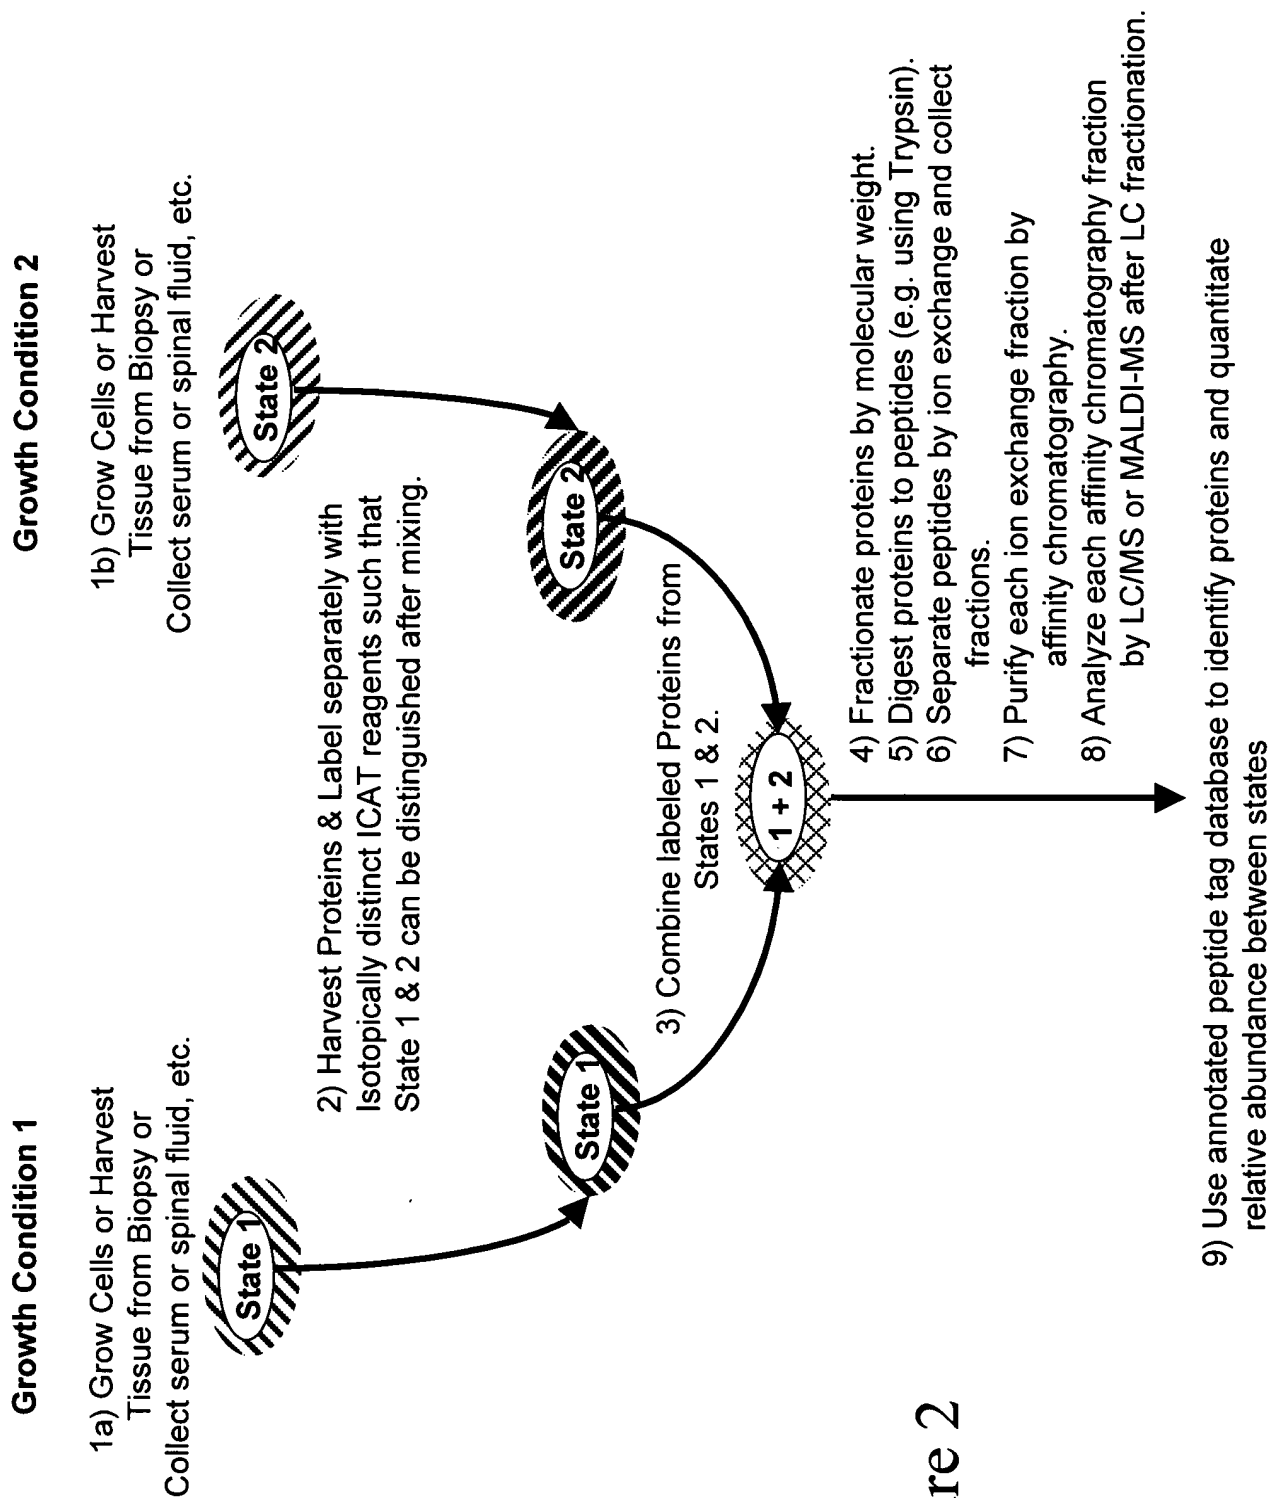 Growth Condition 1
Growth Condition 2
1a) Grow Cells or Harvest
Tissue from Biopsy or
Collect serum or spinal fluid, etc.
1b) Grow Cells or Harvest
Tissue from Biopsy or
Collect serum or spinal fluid, etc.
State 1
State 2
2) Harvest Proteins & Label separately with
Isotopically distinct ICAT reagents such that
State 1 & 2 can be distinguished after mixing.
State 1
State 2
3) Combine labeled Proteins from
States 1 & 2.
1 + 2
4) Fractionate proteins by molecular weight.
5) Digest proteins to peptides (e.g. using Trypsin).
6) Separate peptides by ion exchange and collect
fractions.
7) Purify each ion exchange fraction by
affinity chromatography.
8) Analyze each affinity chromatography fraction
by LC/MS or MALDI-MS after LC fractionation.
9) Use annotated peptide tag database to identify proteins and quantitate
relative abundance between states
re 2